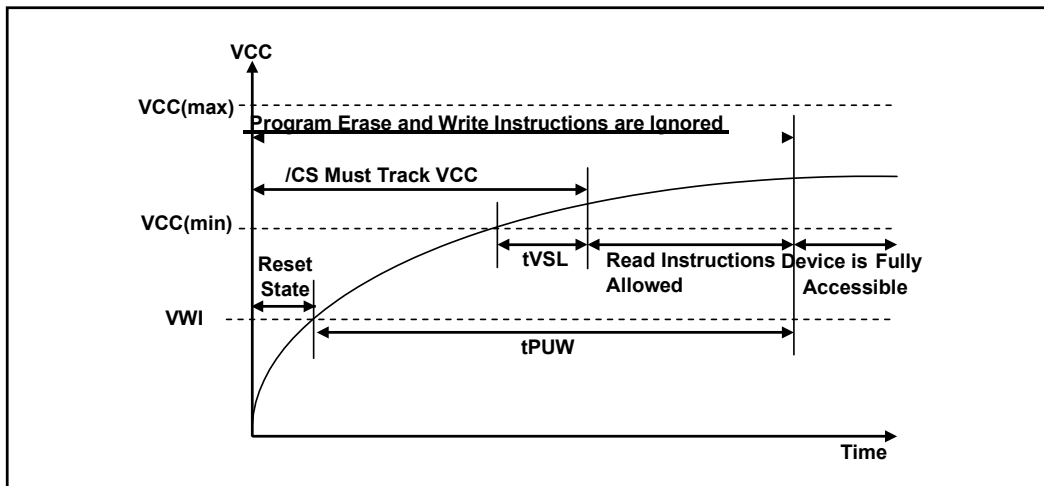 VCC
VCC(max)
Program Erase and Write Instructions are Ignored
/CS Must Track VCC
VCC(min)
tVSL
Read Instructions
Allowed
Device is Fully
Accessible
Reset
State
VWI
tPUW
Time